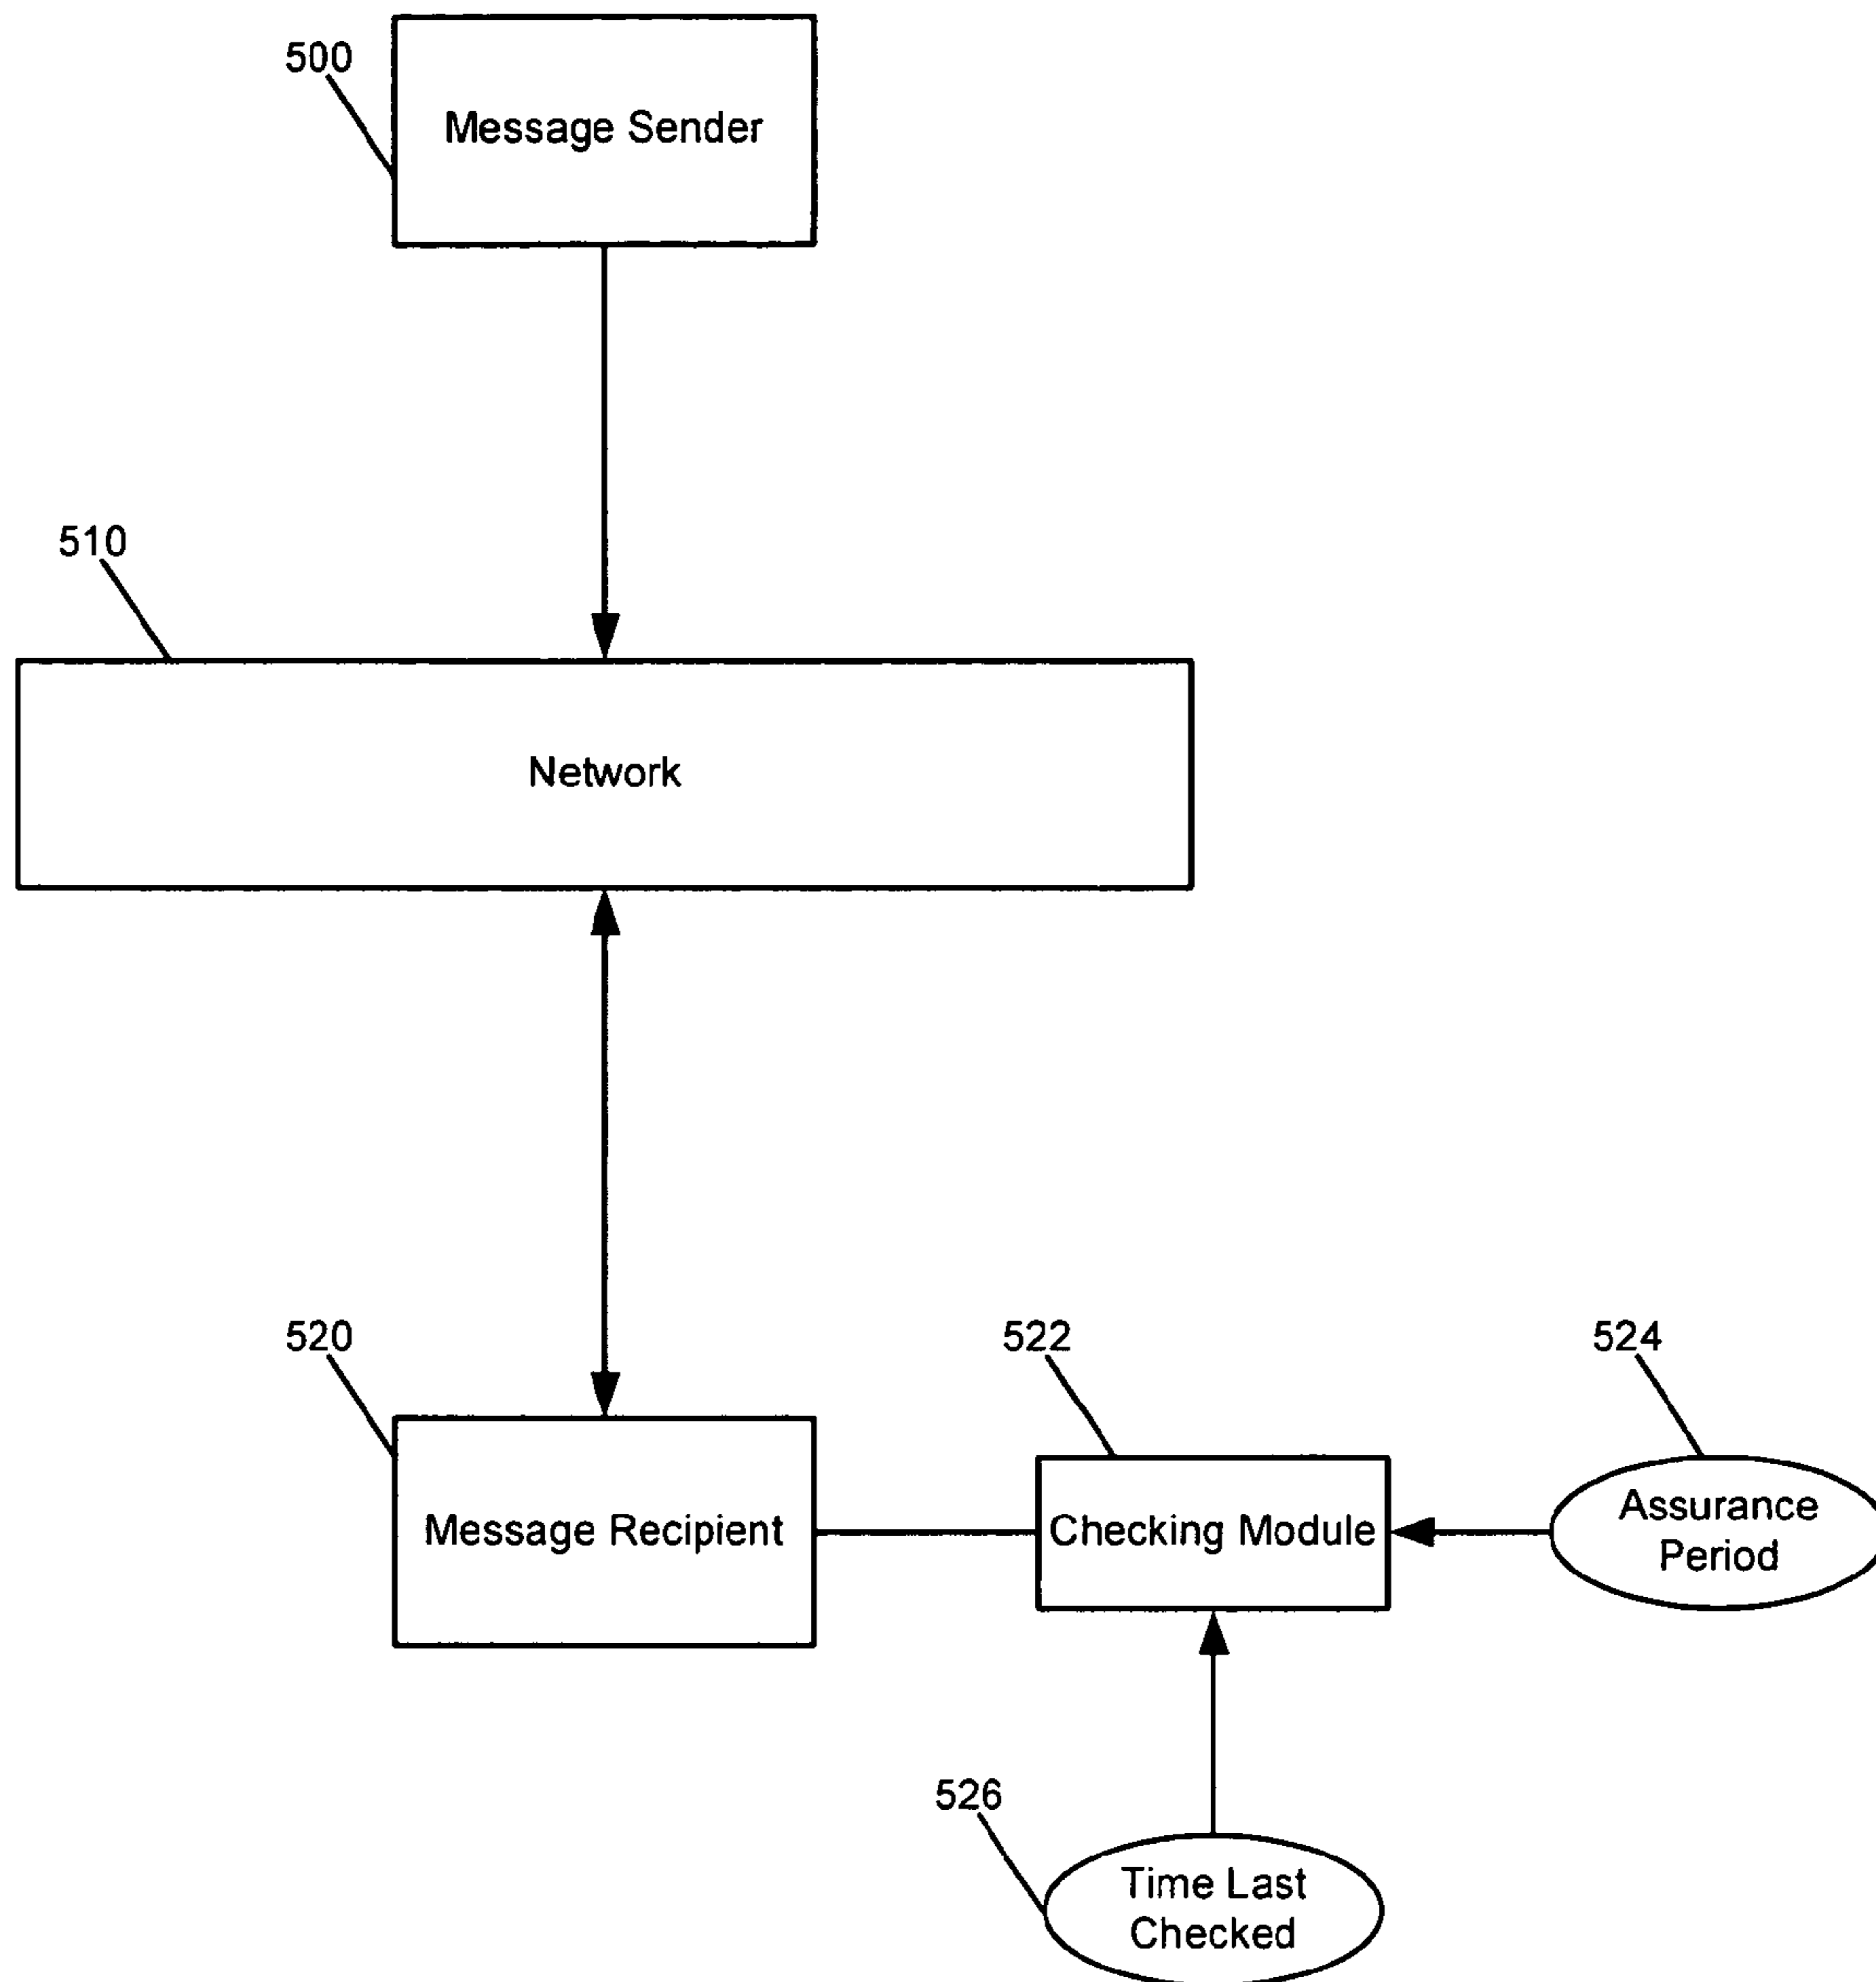 500
Message Sender
510
Network
520
522
524
Message Recipient
Checking Module
Assurance
Period
526
Time Last
Checked